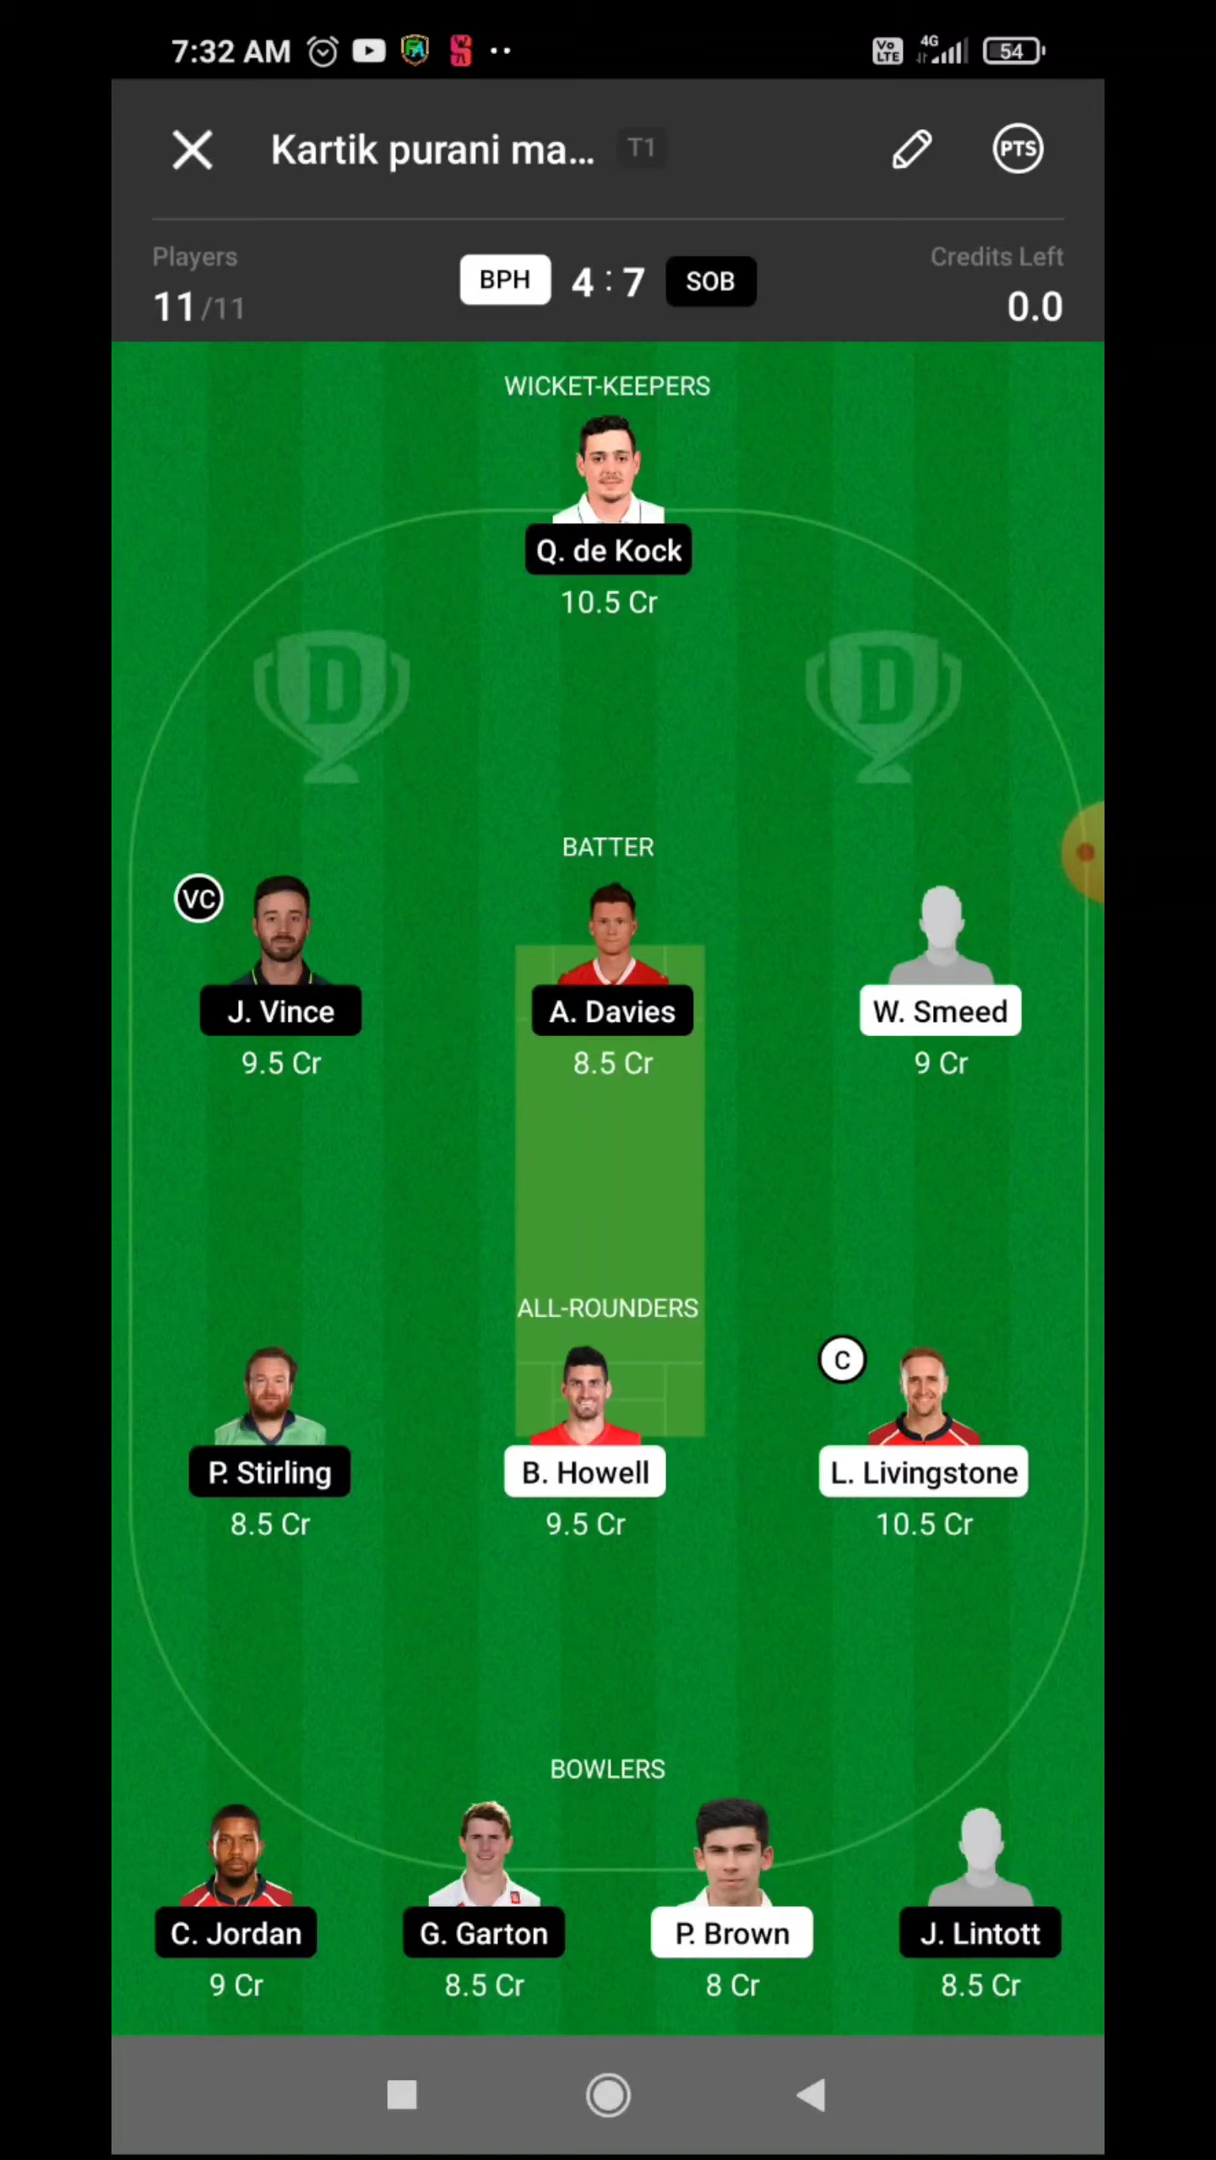 7:32 AM
Vo LTE 4G 54
Kartik purani ma... T1 PTS
Players
11/11
BPH 4 : 7 SOB
Credits Left
0.0
WICKET-KEEPERS
Q. de Kock
10.5 Cr
D D
BATTER
VC
J. Vince A. Davies W. Smeed
9.5 Cr 8.5 Cr 9 Cr
ALL-ROUNDERS
C
P. Stirling B. Howell L. Livingstone
8.5 Cr 9.5 Cr 10.5 Cr
BOWLERS
C. Jordan G. Garton P. Brown J. Lintott
9 Cr 8.5 Cr 8 Cr 8.5 Cr